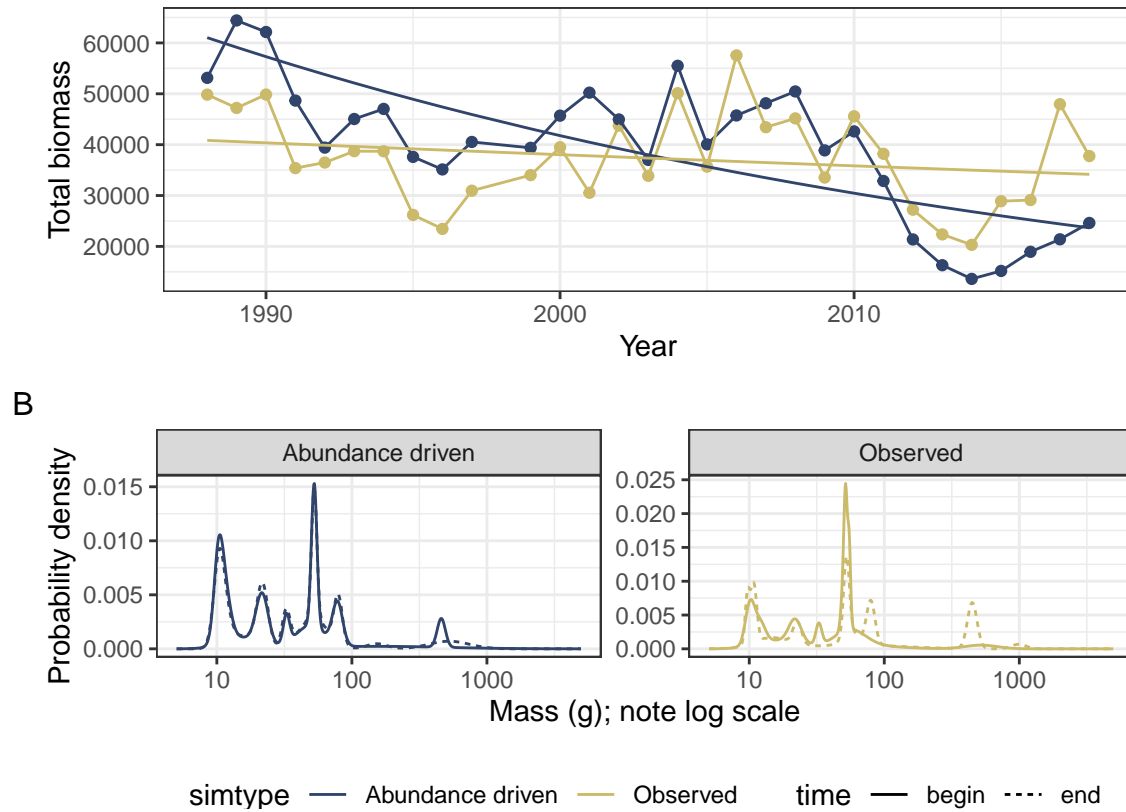 Total biomass
60000
50000
40000
30000
20000
1990 2000 2010
Year
B
Abundance driven Observed
Probability density
0.015
0.010
0.005
0.000
0.025
0.020
0.015
0.010
0.005
0.000
10 100 1000 10 100 1000
Mass (g); note log scale
simtype Abundance driven Observed time begin end